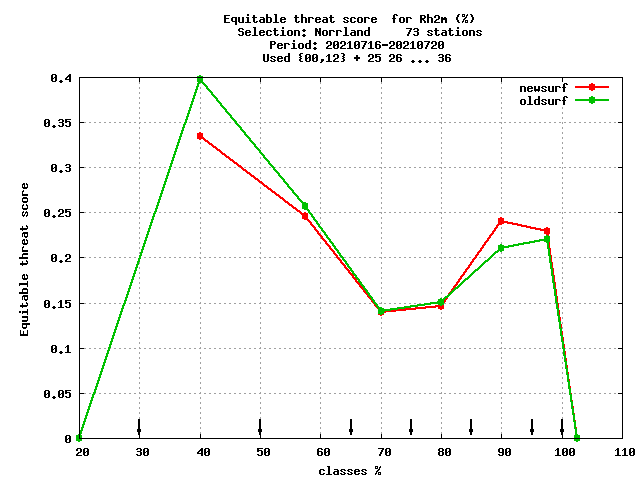 Equitable threat score  for Rh2m (%)
Selection: Norrland     73 stations
Period: 20210716-20210720
Used {00,12} + 25 26 ... 36
newsurf
oldsurf
Equitable threat score
0.4
0.35
0.3
0.25
0.2
0.15
0.1
0.05
0
20 30 40 50 60 70 80 90 100 110
classes %